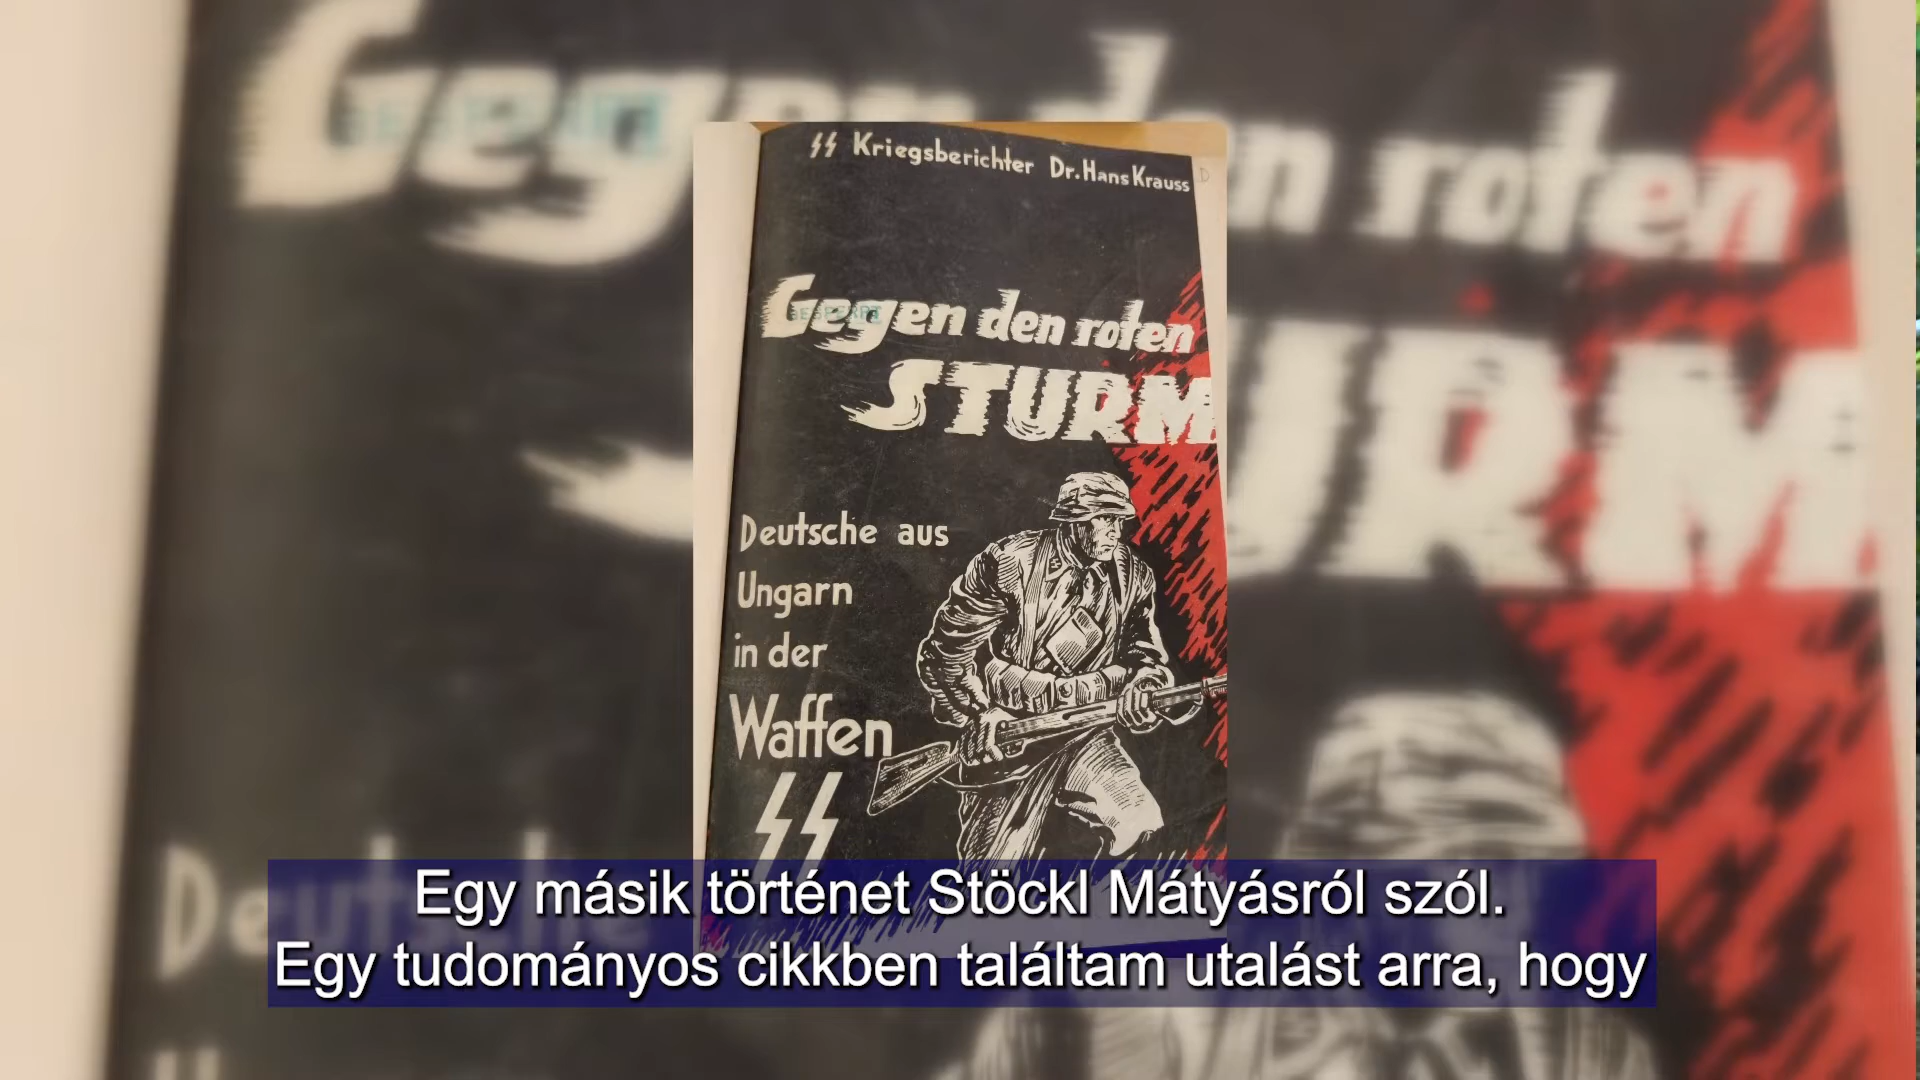 SS Kriegsberichter Dr. Hans Krauss
Gegen den roten
GESPERRT
STURM
Deutsche aus
Ungarn
in der
Waffen
SS
Egy másik történet Stöckl Mátyásról szól.
Egy tudományos cikkben találtam utalást arra, hogy